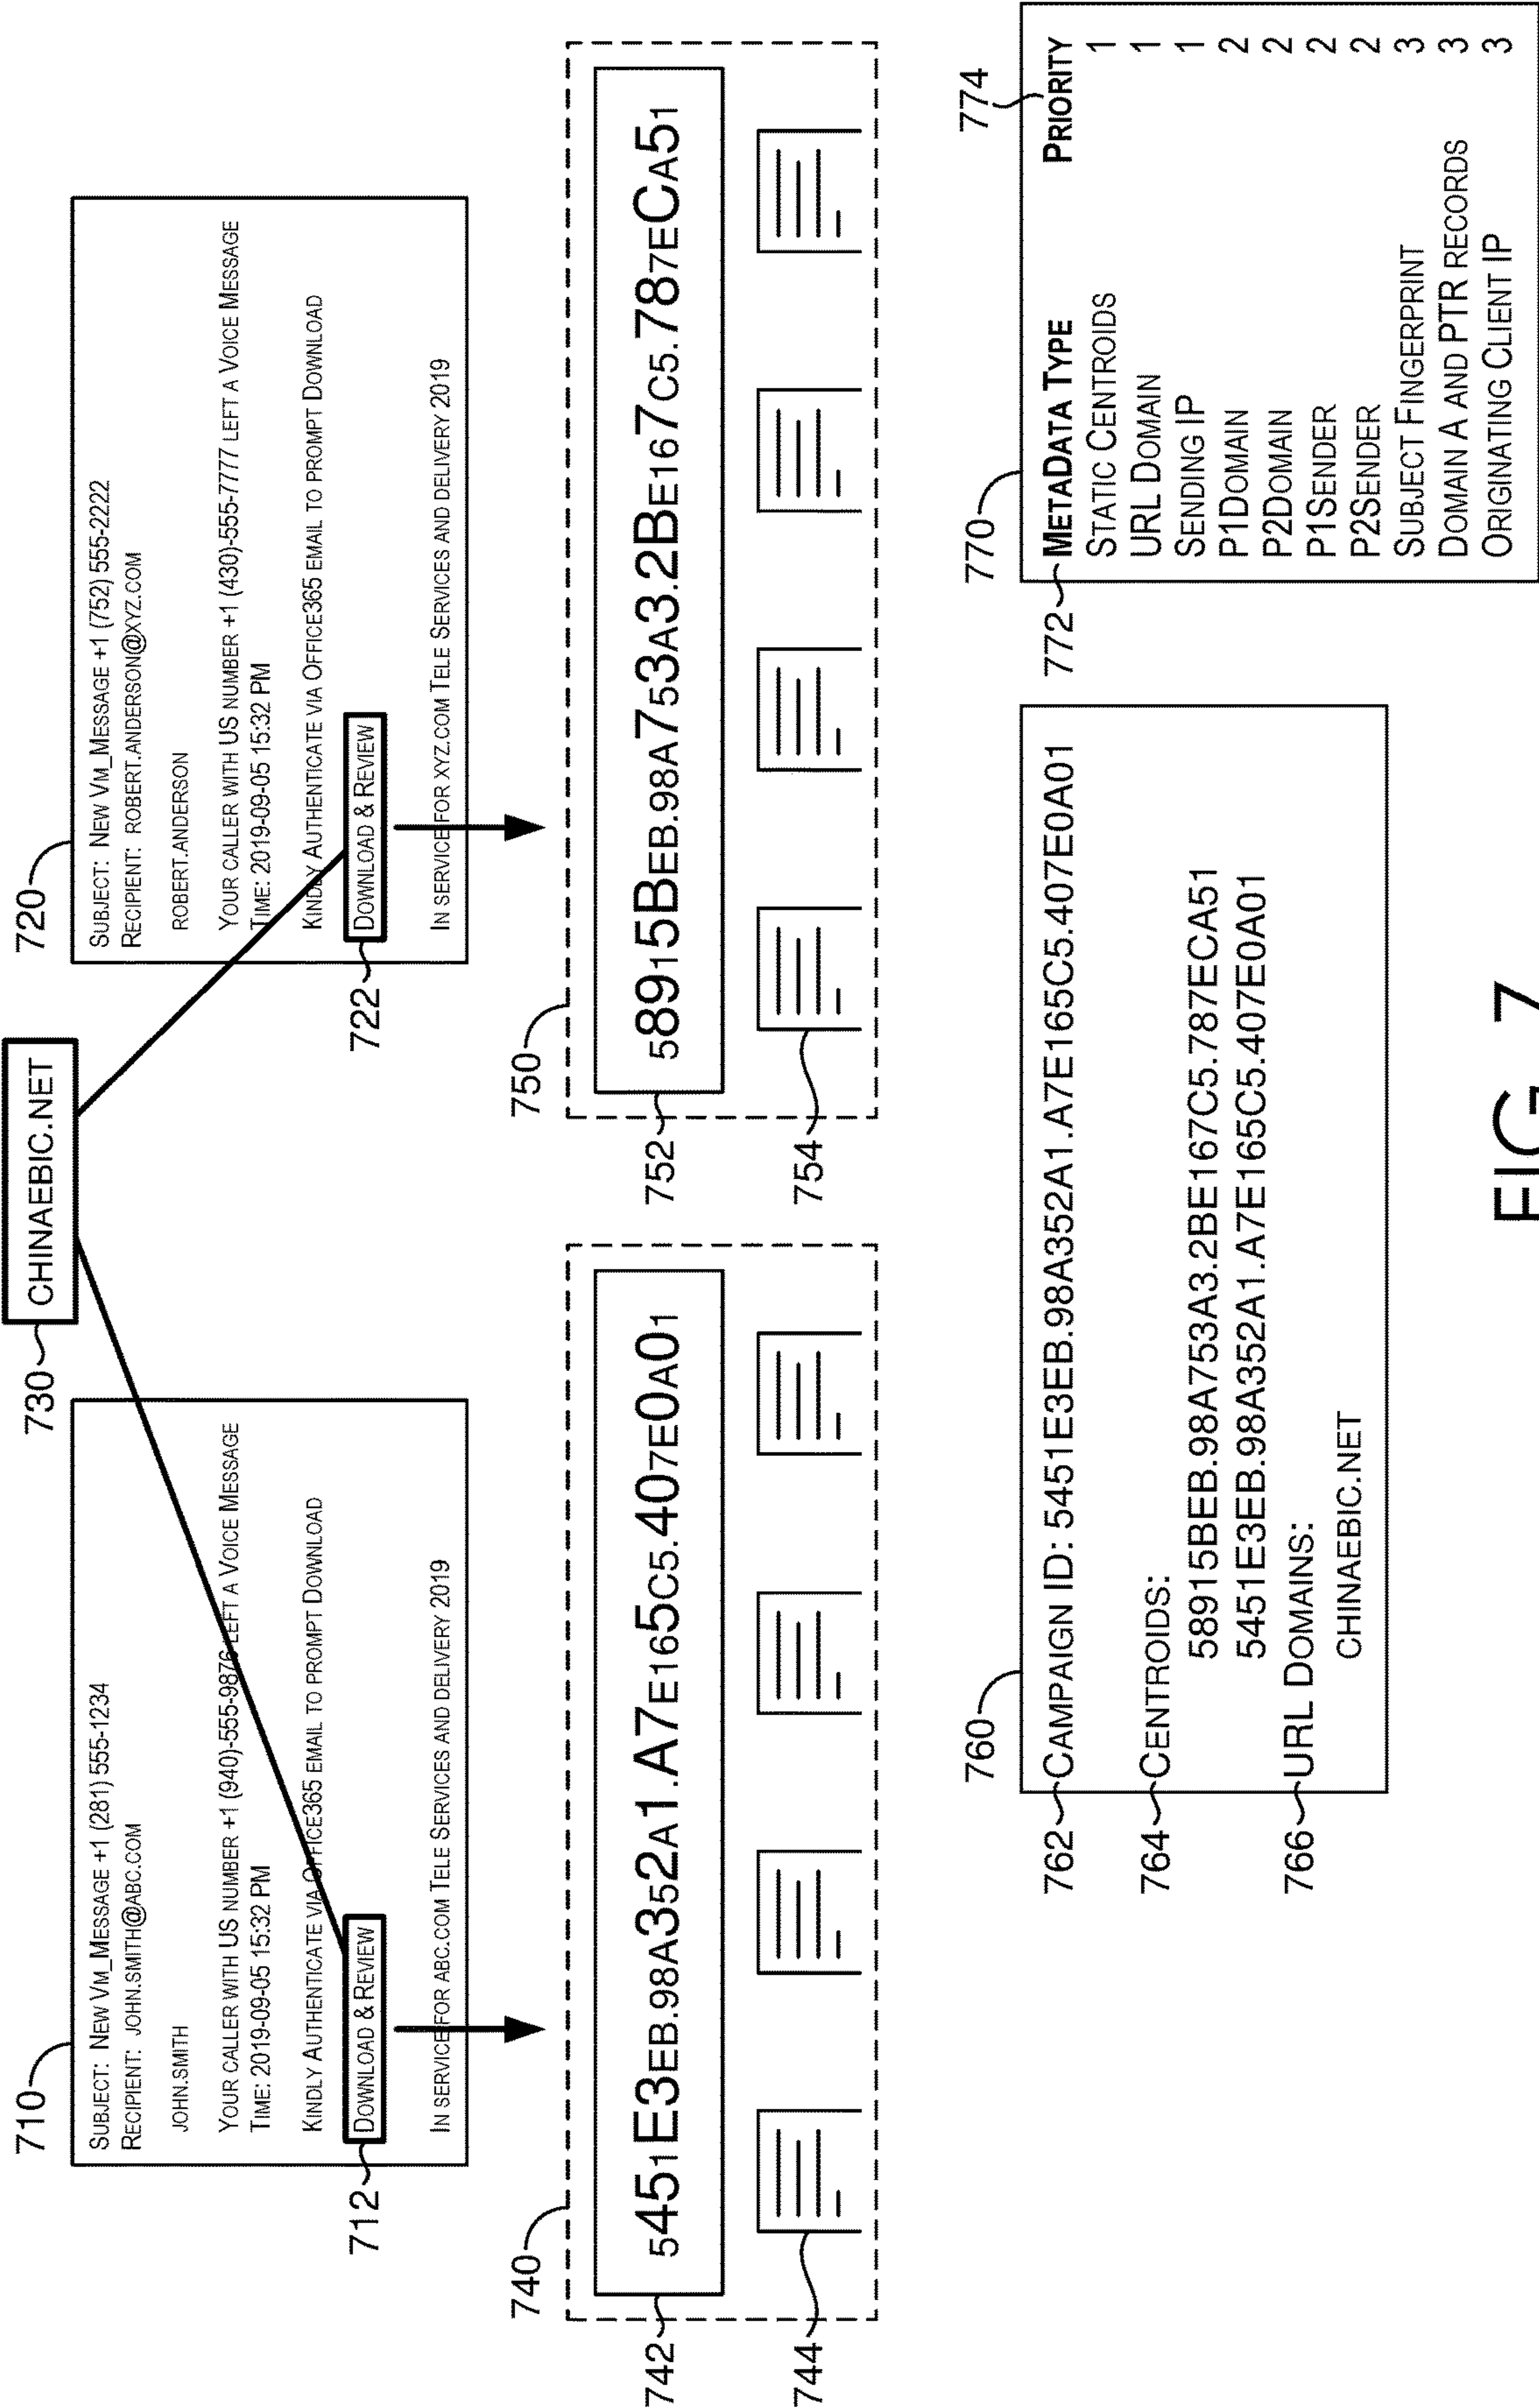 730
CHINAEBIC.NET
710
SUBJECT: NEW VM_MESSAGE +1 (281) 555-1234
RECIPIENT: JOHN.SMITH@ABC.COM
JOHN.SMITH
YOUR CALLER WITH US NUMBER +1 (940)-555-9876 LEFT A VOICE MESSAGE
TIME: 2019-09-05 15:32 PM
KINDLY AUTHENTICATE VIA OFFICE365 EMAIL TO PROMPT DOWNLOAD
712
DOWNLOAD & REVIEW
IN SERVICE FOR ABC.COM TELE SERVICES AND DELIVERY 2019
720
SUBJECT: NEW VM_MESSAGE +1 (752) 555-2222
RECIPIENT: ROBERT.ANDERSON@XYZ.COM
ROBERT.ANDERSON
YOUR CALLER WITH US NUMBER +1 (430)-555-7777 LEFT A VOICE MESSAGE
TIME: 2019-09-05 15:32 PM
KINDLY AUTHENTICATE VIA OFFICE365 EMAIL TO PROMPT DOWNLOAD
722
DOWNLOAD & REVIEW
IN SERVICE FOR XYZ.COM TELE SERVICES AND DELIVERY 2019
740
742
5451E3EB.98A352A1.A7E165C5.407E0A01
744
750
752
58915BEB.98A753A3.2BE167C5.787ECA51
754
760
762 CAMPAIGN ID: 5451E3EB.98A352A1.A7E165C5.407E0A01
764 CENTROIDS:
58915BEB.98A753A3.2BE167C5.787ECA51
5451E3EB.98A352A1.A7E165C5.407E0A01
766 URL DOMAINS:
CHINAEBIC.NET
770
774
772 METADATA TYPE PRIORITY
STATIC CENTROIDS 1
URL DOMAIN 1
SENDING IP 1
P1DOMAIN 2
P2DOMAIN 2
P1SENDER 2
P2SENDER 2
SUBJECT FINGERPRINT 3
DOMAIN A AND PTR RECORDS 3
ORIGINATING CLIENT IP 3
FIG. 7